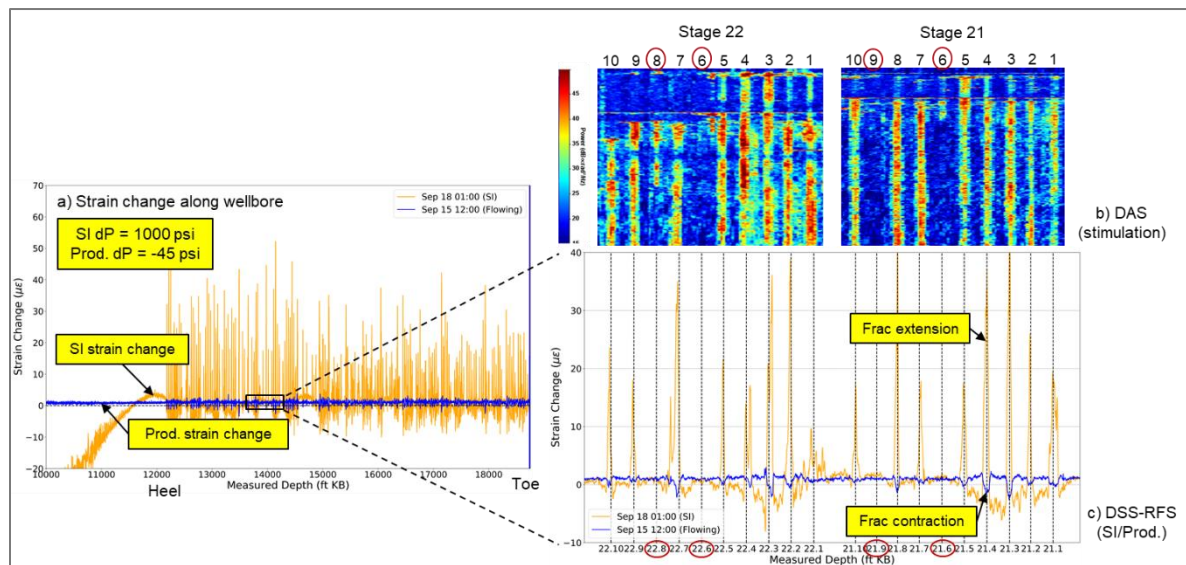 Stage 22
Stage 21
10 9 8 7 6 5 4 3 2 1
10 9 8 7 6 5 4 3 2 1
45
40
35
30
25
20
15
b) DAS
(stimulation)
a) Strain change along wellbore
Sep 18 01:00 (SI)
Sep 15 12:00 (Flowing)
SI dP = 1000 psi
Prod. dP = -45 psi
SI strain change
Prod. strain change
Strain Change (με)
70
60
50
40
30
20
10
0
−10
−20
10000 11000 12000 13000 14000 15000 16000 17000 18000
Heel
Measured Depth (ft KB)
Toe
Strain Change (με)
40
30
20
10
0
−10
Frac extension
Frac contraction
Sep 18 01:00 (SI)
Sep 15 12:00 (Flowing)
c) DSS-RFS
(SI/Prod.)
22.10 22.9 22.8 22.7 22.6 22.5 22.4 22.3 22.2 22.1 21.10 21.9 21.8 21.7 21.6 21.5 21.4 21.3 21.2 21.1
Measured Depth (ft KB)